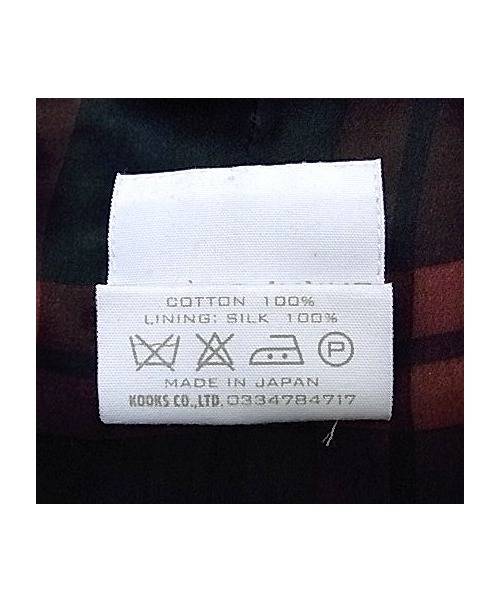 COTTON 100%
LINING: SILK 100%
P
MADE IN JAPAN
KOOKS CO.,LTD. 0334784717